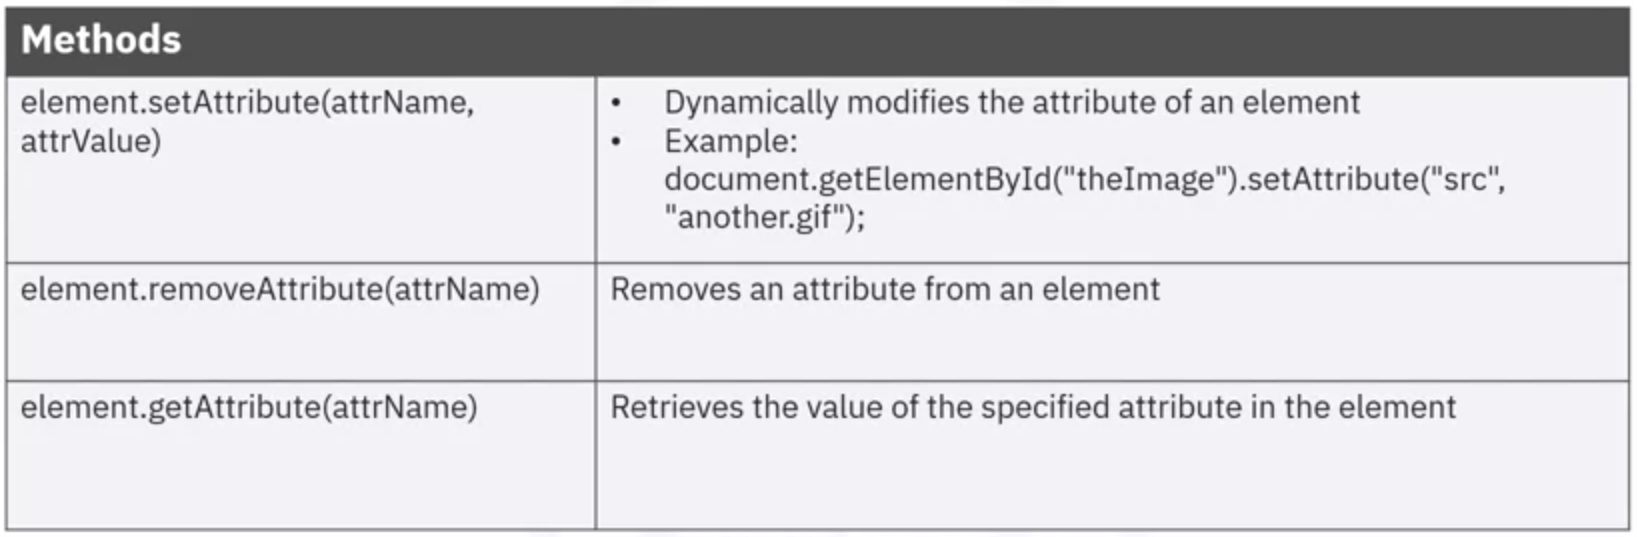 Methods
element.setAttribute(attrName,
attrValue)
• Dynamically modifies the attribute of an element
• Example:
document.getElementById("theImage").setAttribute("src",
"another.gif");
element.removeAttribute(attrName)
Removes an attribute from an element
element.getAttribute(attrName)
Retrieves the value of the specified attribute in the element